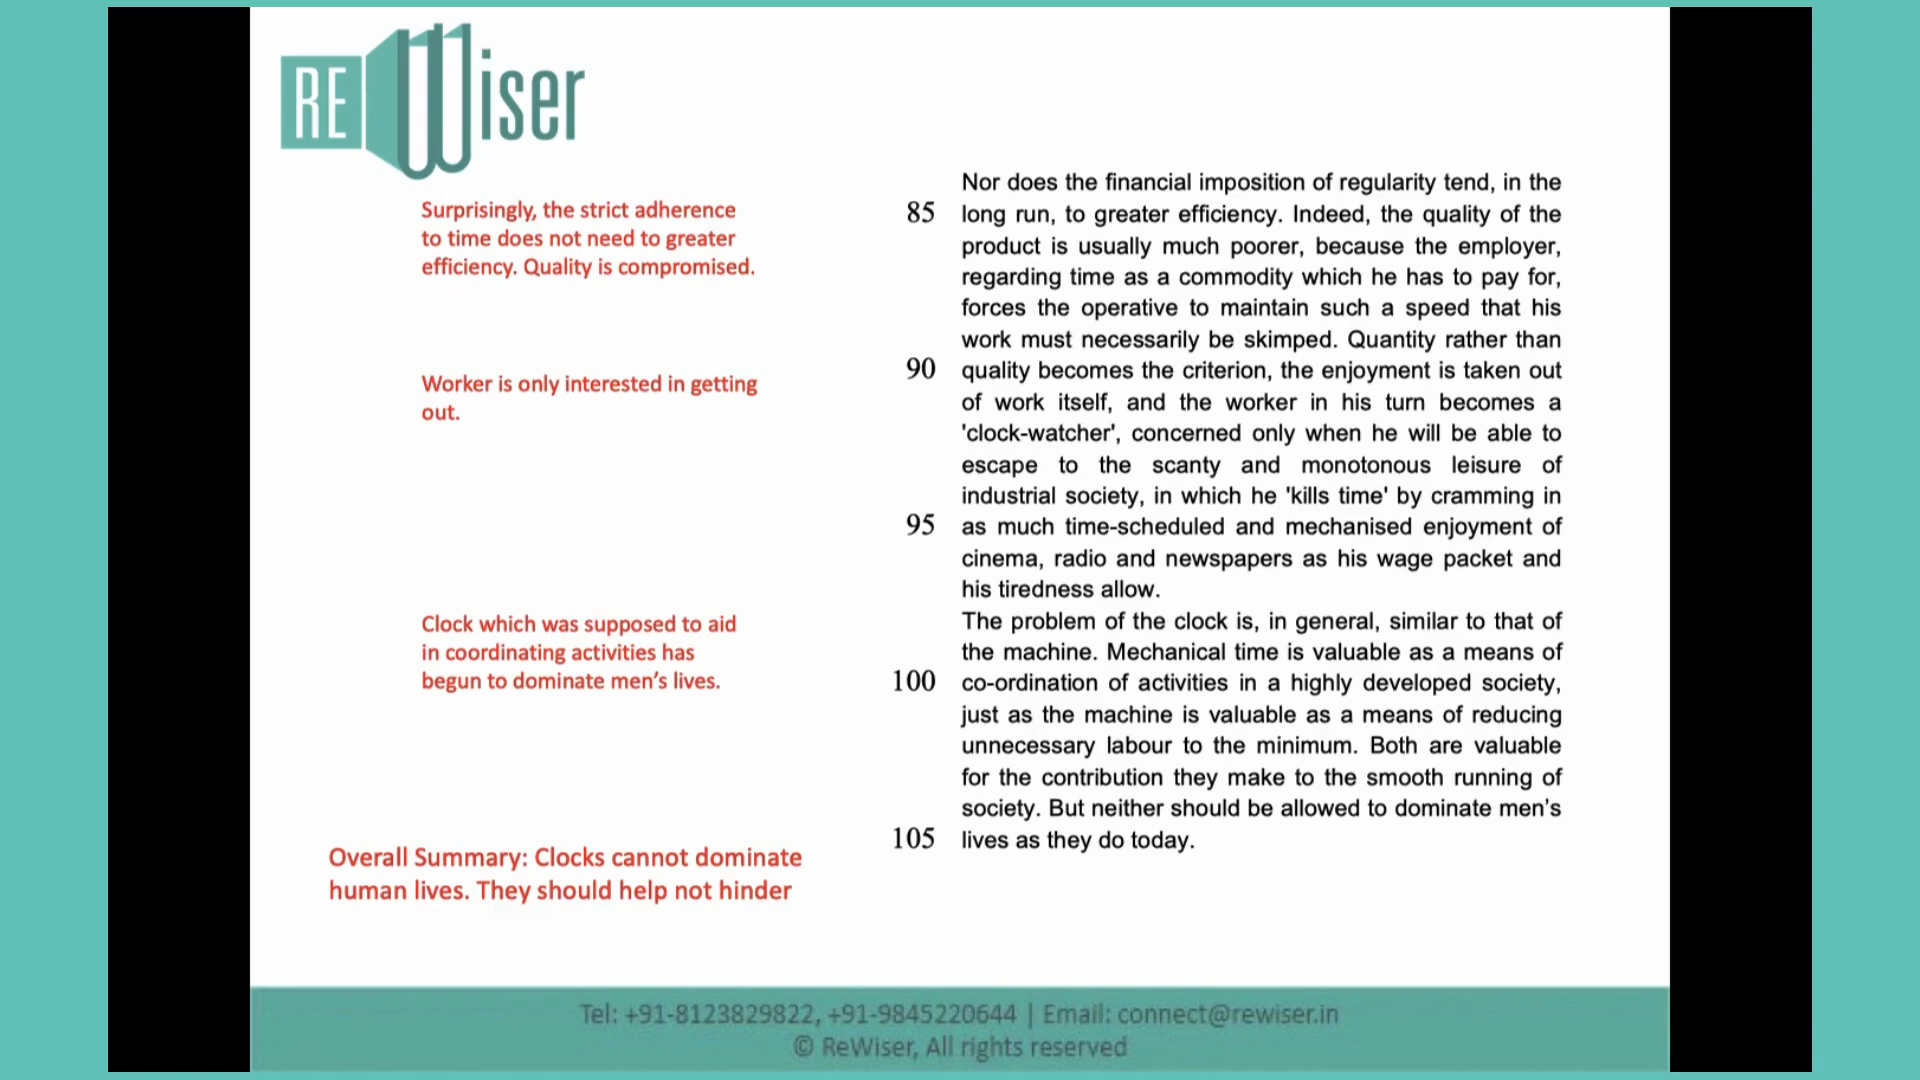 REWiser
Surprisingly, the strict adherence
to time does not need to greater
efficiency. Quality is compromised.
Worker is only interested in getting
out.
Clock which was supposed to aid
in coordinating activities has
begun to dominate men’s lives.
Overall Summary: Clocks cannot dominate
human lives. They should help not hinder
Nor does the financial imposition of regularity tend, in the
85 long run, to greater efficiency. Indeed, the quality of the
product is usually much poorer, because the employer,
regarding time as a commodity which he has to pay for,
forces the operative to maintain such a speed that his
work must necessarily be skimped. Quantity rather than
90 quality becomes the criterion, the enjoyment is taken out
of work itself, and the worker in his turn becomes a
'clock-watcher', concerned only when he will be able to
escape to the scanty and monotonous leisure of
industrial society, in which he 'kills time' by cramming in
95 as much time-scheduled and mechanised enjoyment of
cinema, radio and newspapers as his wage packet and
his tiredness allow.
The problem of the clock is, in general, similar to that of
the machine. Mechanical time is valuable as a means of
100 co-ordination of activities in a highly developed society,
just as the machine is valuable as a means of reducing
unnecessary labour to the minimum. Both are valuable
for the contribution they make to the smooth running of
society. But neither should be allowed to dominate men’s
105 lives as they do today.
Tel: +91-8123829822, +91-9845220644 | Email: connect@rewiser.in
© ReWiser, All rights reserved